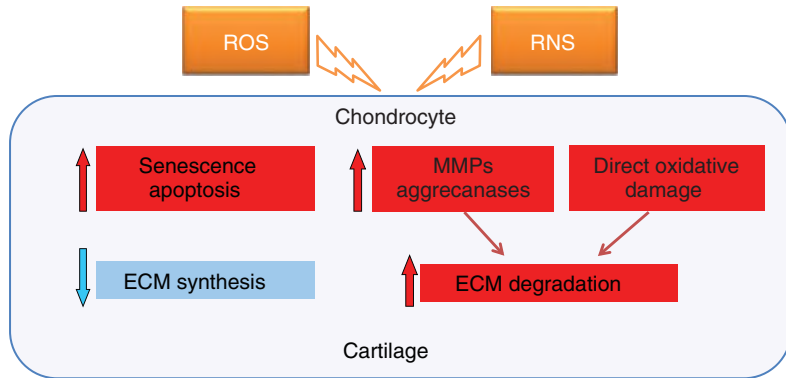 ROS
RNS
Chondrocyte
Senescence
apoptosis
MMPs
aggrecanases
Direct oxidative
damage
ECM synthesis
ECM degradation
Cartilage